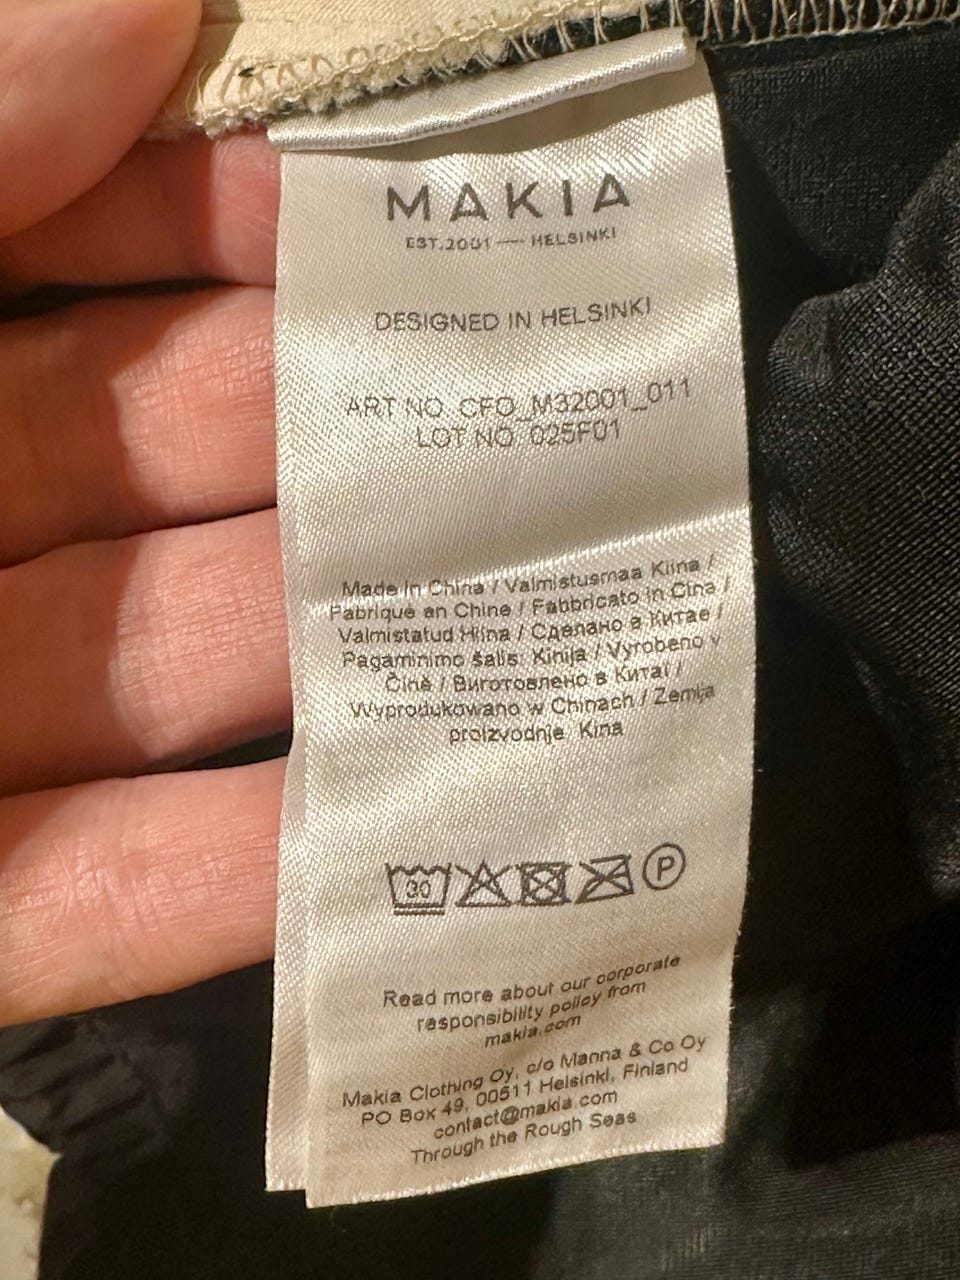 MAKIA
EST.2001 — HELSINKI
DESIGNED IN HELSINKI
ART NO CFO_M32001_011
LOT NO 025F01
Made in China / Valmistusmaa Kiina /
Fabriqué en Chine / Fabbricato in Cina /
Valmistatud Hiina / Сделано в Китае /
Pagaminimo šalis: Kinija / Vyrobeno v
Číně / Виготовлено в Китаї /
Wyprodukowano w Chinach / Zemlja
proizvodnje Kina
30
P
Read more about our corporate
responsibility policy from
makia.com
Makia Clothing Oy, c/o Manna & Co Oy
PO Box 49, 00511 Helsinki, Finland
contact@makia.com
Through the Rough Seas